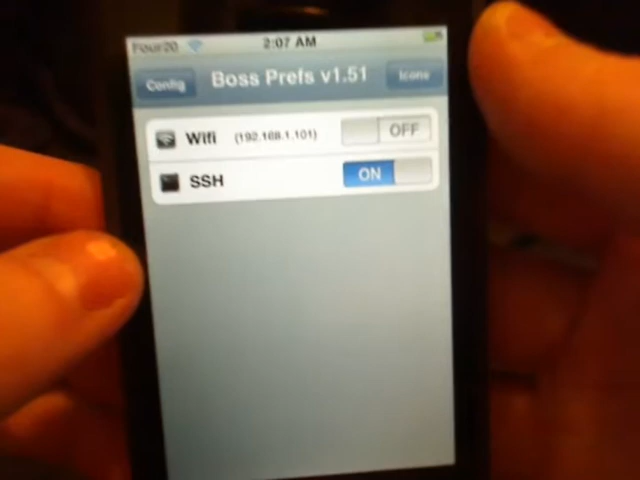 Four20 2:07 AM
Config Boss Prefs v1.51 Icons
Wifi (192.168.1.101) OFF
SSH ON